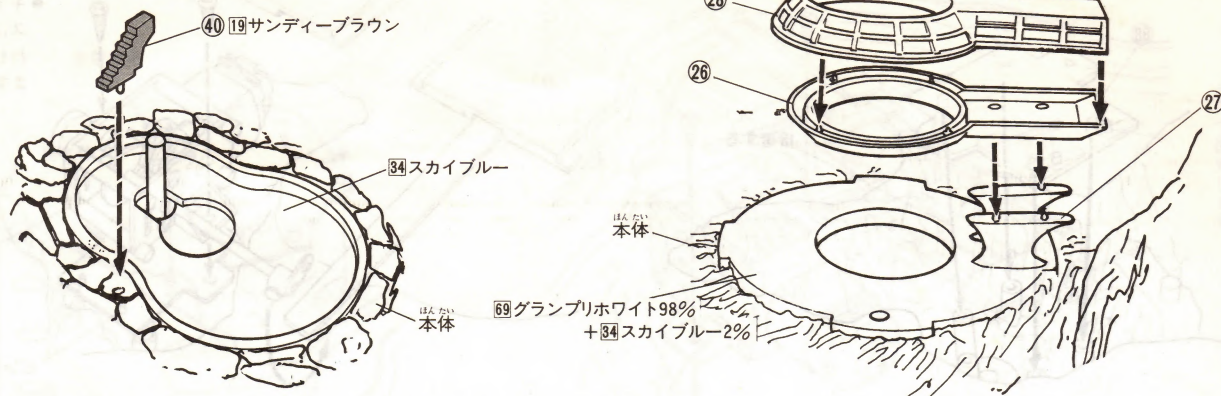 ㊵ 19サンディーブラウン
34スカイブルー
ほんたい
本体
28
26
27
ほんたい
本体
69グランプリホワイト98%
+34スカイブルー2%